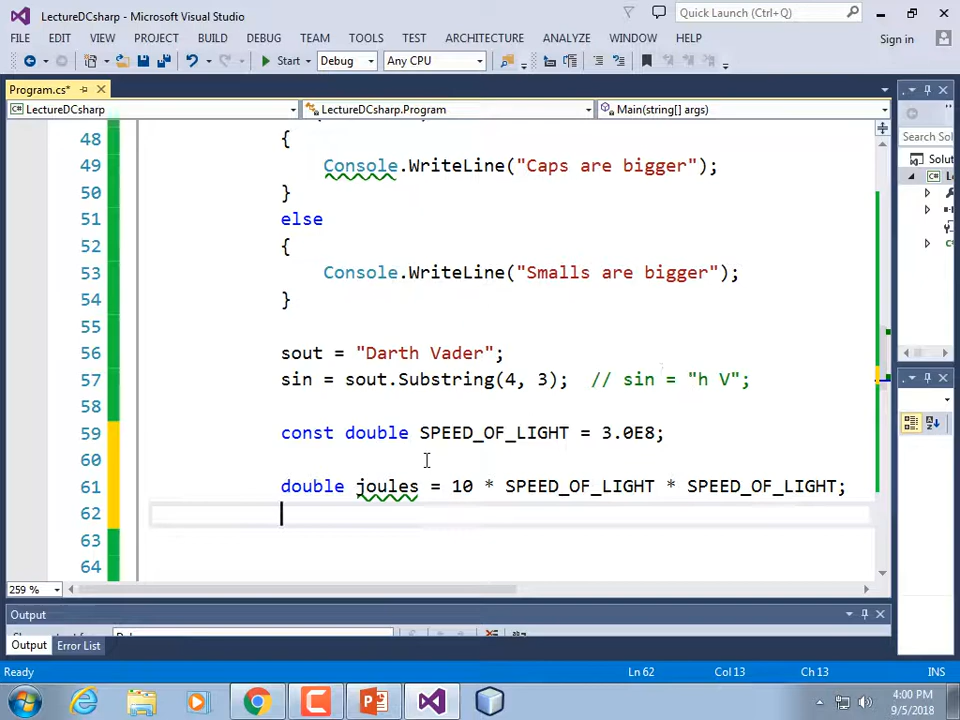 LectureDCsharp - Microsoft Visual Studio
Quick Launch (Ctrl+Q)
FILE EDIT VIEW PROJECT BUILD DEBUG TEAM TOOLS TEST ARCHITECTURE ANALYZE WINDOW HELP Sign in
Start Debug Any CPU
Program.cs*
LectureDCsharp LectureDCsharp.Program Main(string[] args)
Search Sol
Solut
48 {
49 Console.WriteLine("Caps are bigger");
50 }
51 else
52 {
53 Console.WriteLine("Smalls are bigger");
54 }
55
56 sout = "Darth Vader";
57 sin = sout.Substring(4, 3); // sin = "h V";
58
59 const double SPEED_OF_LIGHT = 3.0E8;
60
61 double joules = 10 * SPEED_OF_LIGHT * SPEED_OF_LIGHT;
62
63
64
259 %
Output
Output Error List
Ready Ln 62 Col 13 Ch 13 INS
4:00 PM
9/5/2018